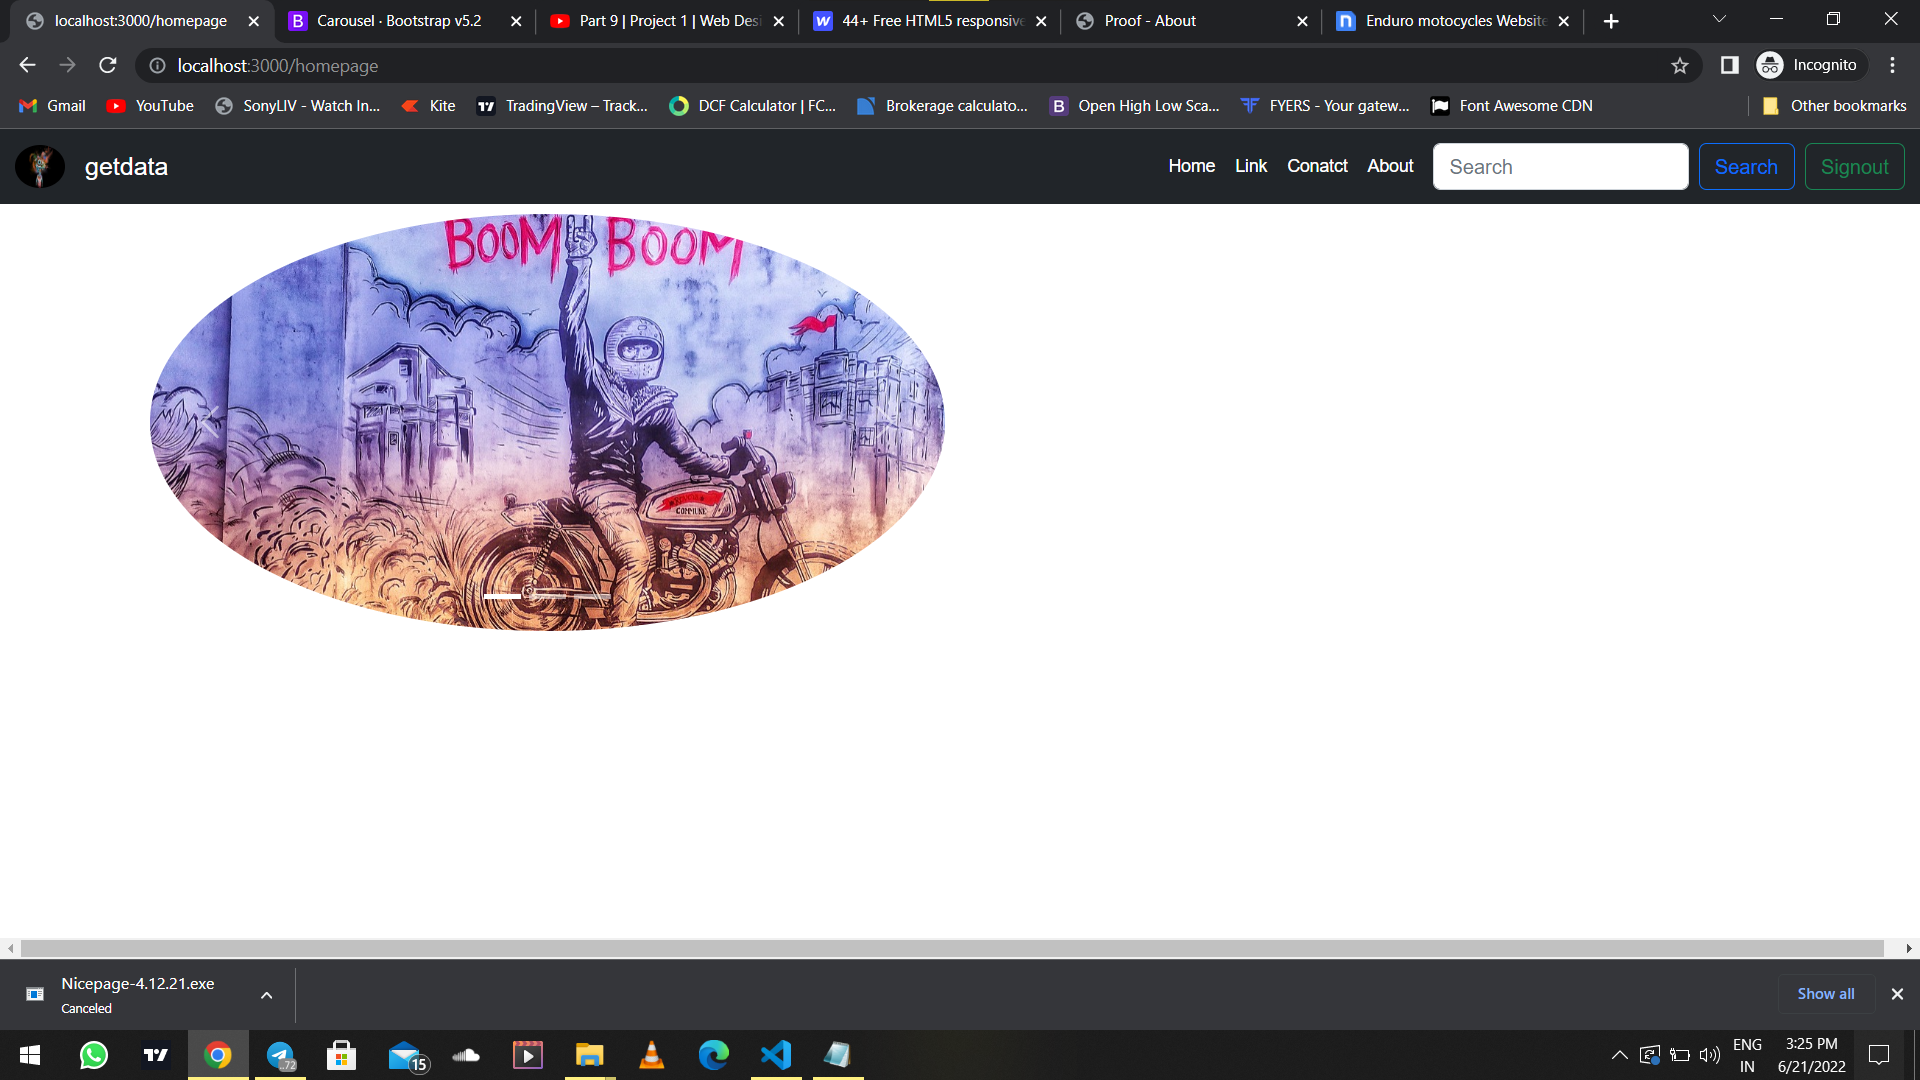 localhost:3000/homepage
Carousel · Bootstrap v5.2
Part 9 | Project 1 | Web Desi
44+ Free HTML5 responsive
Proof - About
Enduro motocycles Website
localhost:3000/homepage
Incognito
Gmail
YouTube
SonyLIV - Watch In...
Kite
TradingView – Track...
DCF Calculator | FC...
Brokerage calculato...
Open High Low Sca...
FYERS - Your gatew...
Font Awesome CDN
Other bookmarks
getdata
Home
Link
Conatct
About
Search
Search
Signout
BOOM BOOM
COMMUNE
Nicepage-4.12.21.exe
Canceled
Show all
72
15
ENG
IN
3:25 PM
6/21/2022